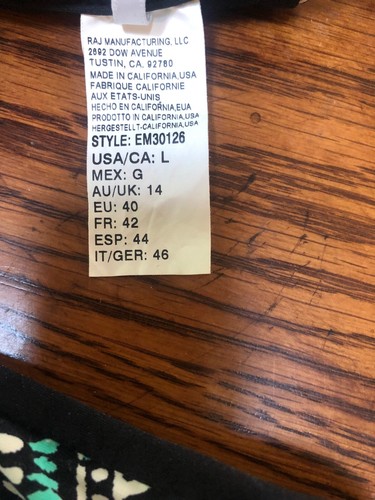 RAJ MANUFACTURING, LLC
2692 DOW AVENUE
TUSTIN, CA. 92780
MADE IN CALIFORNIA,USA
FABRIQUE CALIFORNIE
AUX ETATS-UNIS
HECHO EN CALIFORNIA,EUA
PRODOTTO IN CALIFORNIA,USA
HERGESTELLT-CALIFORNIA,USA
STYLE: EM30126
USA/CA: L
MEX: G
AU/UK: 14
EU: 40
FR: 42
ESP: 44
IT/GER: 46